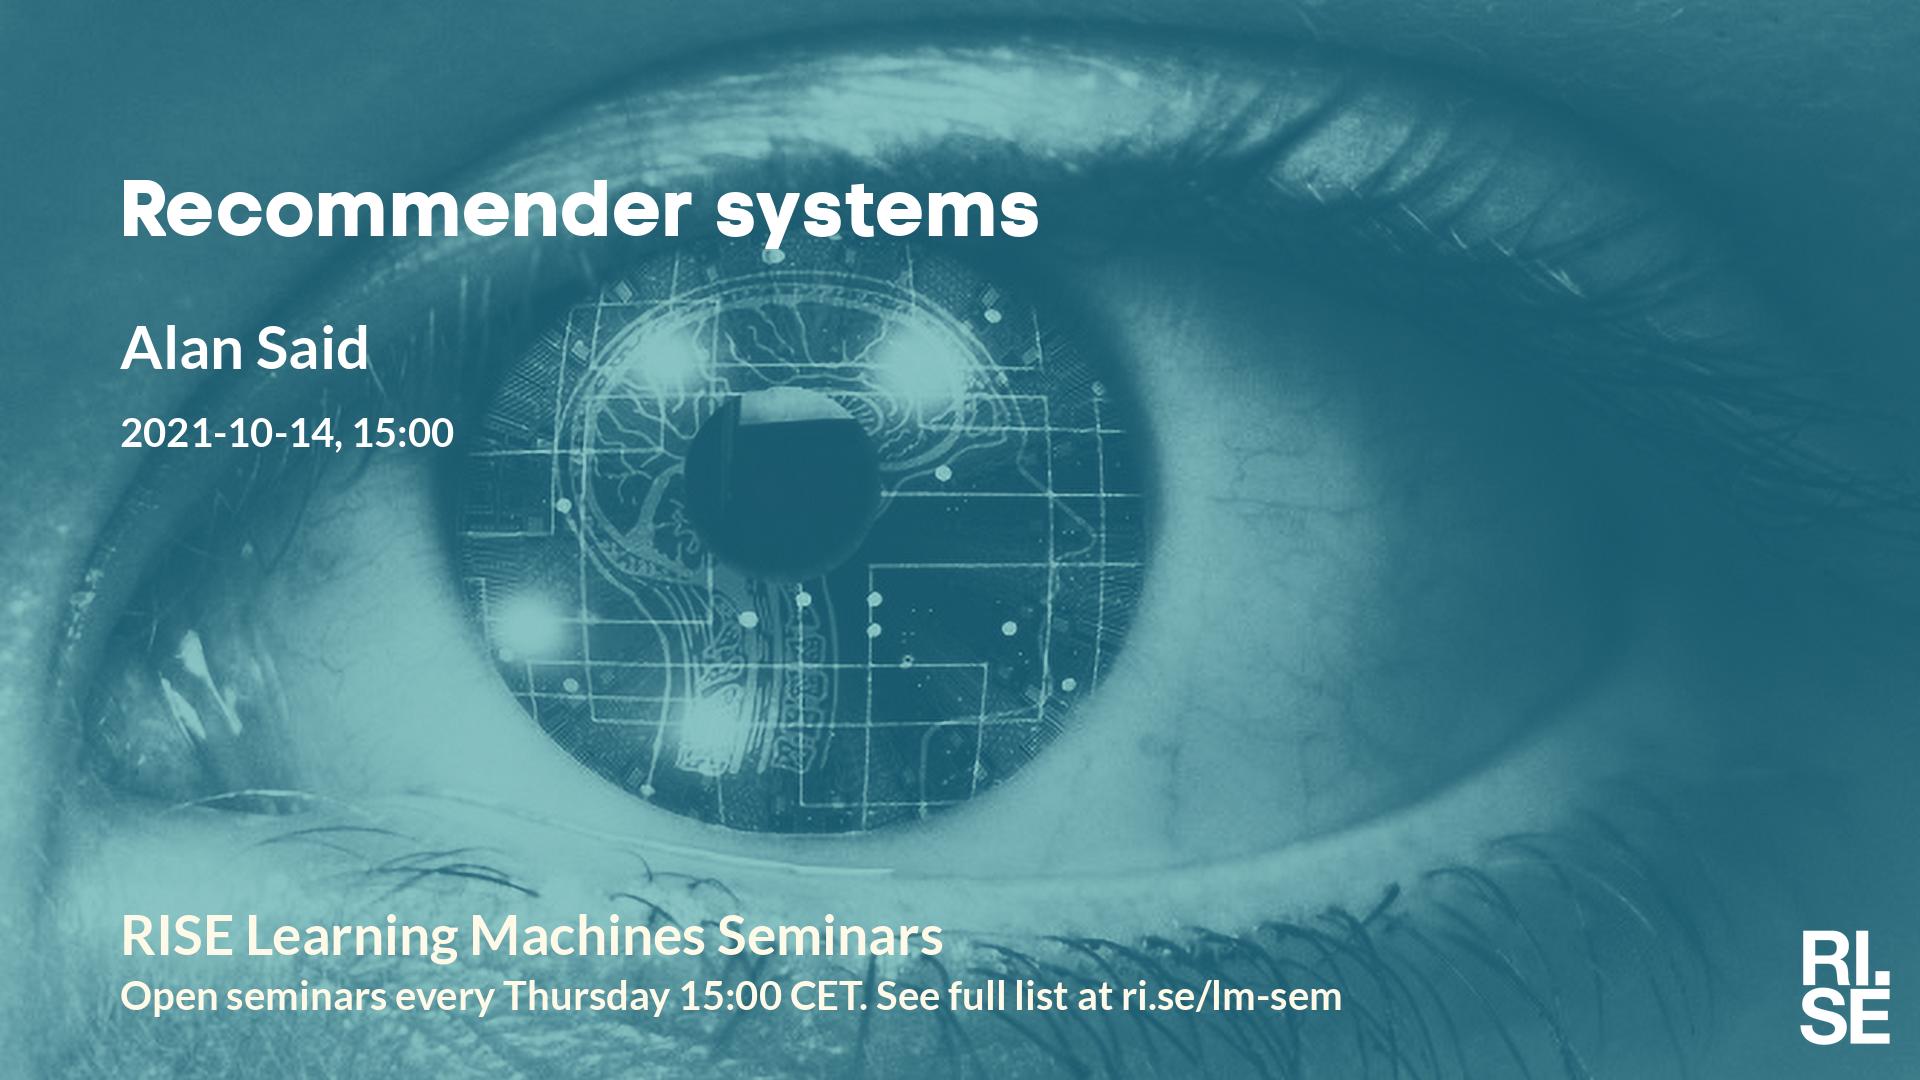 Recommender systems
Alan Said
2021-10-14, 15:00
RISE Learning Machines Seminars
Open seminars every Thursday 15:00 CET. See full list at ri.se/lm-sem
RI.
SE